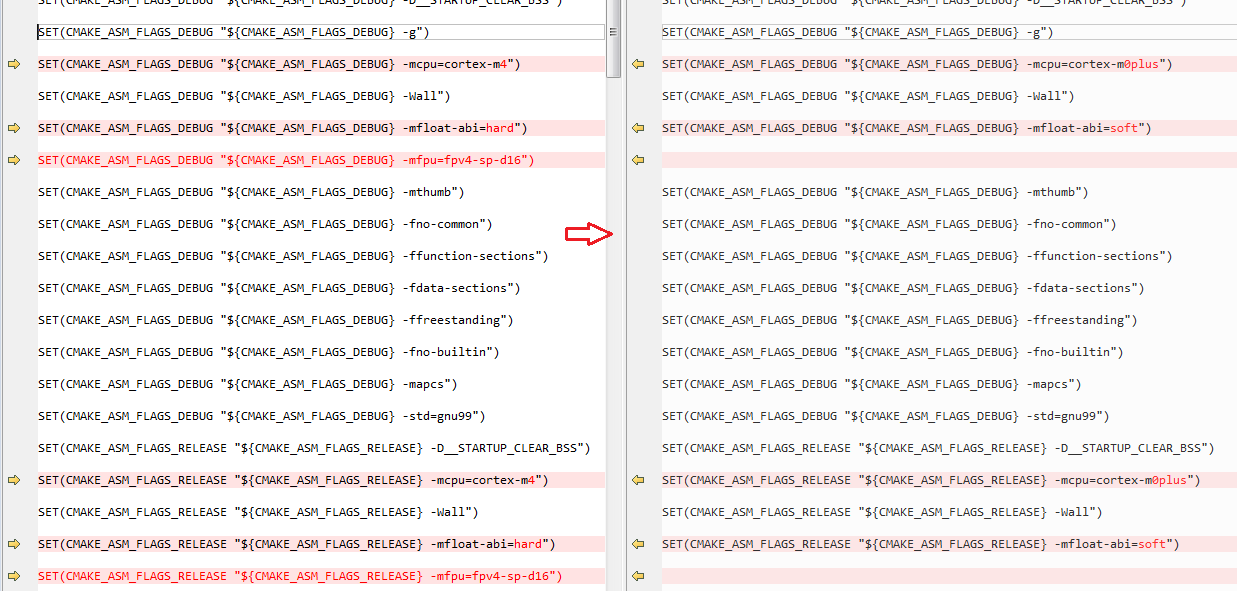 SET(CMAKE_ASM_FLAGS_DEBUG "${CMAKE_ASM_FLAGS_DEBUG} -D__STARTUP_CLEAR_BSS")
SET(CMAKE_ASM_FLAGS_DEBUG "${CMAKE_ASM_FLAGS_DEBUG} -g")
SET(CMAKE_ASM_FLAGS_DEBUG "${CMAKE_ASM_FLAGS_DEBUG} -mcpu=cortex-m4")
SET(CMAKE_ASM_FLAGS_DEBUG "${CMAKE_ASM_FLAGS_DEBUG} -Wall")
SET(CMAKE_ASM_FLAGS_DEBUG "${CMAKE_ASM_FLAGS_DEBUG} -mfloat-abi=hard")
SET(CMAKE_ASM_FLAGS_DEBUG "${CMAKE_ASM_FLAGS_DEBUG} -mfpu=fpv4-sp-d16")
SET(CMAKE_ASM_FLAGS_DEBUG "${CMAKE_ASM_FLAGS_DEBUG} -mthumb")
SET(CMAKE_ASM_FLAGS_DEBUG "${CMAKE_ASM_FLAGS_DEBUG} -fno-common")
SET(CMAKE_ASM_FLAGS_DEBUG "${CMAKE_ASM_FLAGS_DEBUG} -ffunction-sections")
SET(CMAKE_ASM_FLAGS_DEBUG "${CMAKE_ASM_FLAGS_DEBUG} -fdata-sections")
SET(CMAKE_ASM_FLAGS_DEBUG "${CMAKE_ASM_FLAGS_DEBUG} -ffreestanding")
SET(CMAKE_ASM_FLAGS_DEBUG "${CMAKE_ASM_FLAGS_DEBUG} -fno-builtin")
SET(CMAKE_ASM_FLAGS_DEBUG "${CMAKE_ASM_FLAGS_DEBUG} -mapcs")
SET(CMAKE_ASM_FLAGS_DEBUG "${CMAKE_ASM_FLAGS_DEBUG} -std=gnu99")
SET(CMAKE_ASM_FLAGS_RELEASE "${CMAKE_ASM_FLAGS_RELEASE} -D__STARTUP_CLEAR_BSS")
SET(CMAKE_ASM_FLAGS_RELEASE "${CMAKE_ASM_FLAGS_RELEASE} -mcpu=cortex-m4")
SET(CMAKE_ASM_FLAGS_RELEASE "${CMAKE_ASM_FLAGS_RELEASE} -Wall")
SET(CMAKE_ASM_FLAGS_RELEASE "${CMAKE_ASM_FLAGS_RELEASE} -mfloat-abi=hard")
SET(CMAKE_ASM_FLAGS_RELEASE "${CMAKE_ASM_FLAGS_RELEASE} -mfpu=fpv4-sp-d16")
SET(CMAKE_ASM_FLAGS_DEBUG "${CMAKE_ASM_FLAGS_DEBUG} -D__STARTUP_CLEAR_BSS")
SET(CMAKE_ASM_FLAGS_DEBUG "${CMAKE_ASM_FLAGS_DEBUG} -g")
SET(CMAKE_ASM_FLAGS_DEBUG "${CMAKE_ASM_FLAGS_DEBUG} -mcpu=cortex-m0plus")
SET(CMAKE_ASM_FLAGS_DEBUG "${CMAKE_ASM_FLAGS_DEBUG} -Wall")
SET(CMAKE_ASM_FLAGS_DEBUG "${CMAKE_ASM_FLAGS_DEBUG} -mfloat-abi=soft")
SET(CMAKE_ASM_FLAGS_DEBUG "${CMAKE_ASM_FLAGS_DEBUG} -mthumb")
SET(CMAKE_ASM_FLAGS_DEBUG "${CMAKE_ASM_FLAGS_DEBUG} -fno-common")
SET(CMAKE_ASM_FLAGS_DEBUG "${CMAKE_ASM_FLAGS_DEBUG} -ffunction-sections")
SET(CMAKE_ASM_FLAGS_DEBUG "${CMAKE_ASM_FLAGS_DEBUG} -fdata-sections")
SET(CMAKE_ASM_FLAGS_DEBUG "${CMAKE_ASM_FLAGS_DEBUG} -ffreestanding")
SET(CMAKE_ASM_FLAGS_DEBUG "${CMAKE_ASM_FLAGS_DEBUG} -fno-builtin")
SET(CMAKE_ASM_FLAGS_DEBUG "${CMAKE_ASM_FLAGS_DEBUG} -mapcs")
SET(CMAKE_ASM_FLAGS_DEBUG "${CMAKE_ASM_FLAGS_DEBUG} -std=gnu99")
SET(CMAKE_ASM_FLAGS_RELEASE "${CMAKE_ASM_FLAGS_RELEASE} -D__STARTUP_CLEAR_BSS")
SET(CMAKE_ASM_FLAGS_RELEASE "${CMAKE_ASM_FLAGS_RELEASE} -mcpu=cortex-m0plus")
SET(CMAKE_ASM_FLAGS_RELEASE "${CMAKE_ASM_FLAGS_RELEASE} -Wall")
SET(CMAKE_ASM_FLAGS_RELEASE "${CMAKE_ASM_FLAGS_RELEASE} -mfloat-abi=soft")